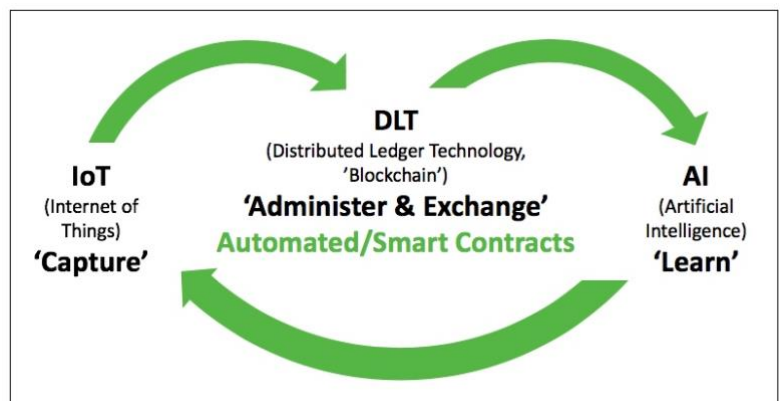 DLT
(Distributed Ledger Technology,
’Blockchain’)
‘Administer & Exchange’
Automated/Smart Contracts
IoT
(Internet of
Things)
‘Capture’
AI
(Artificial
Intelligence)
‘Learn’